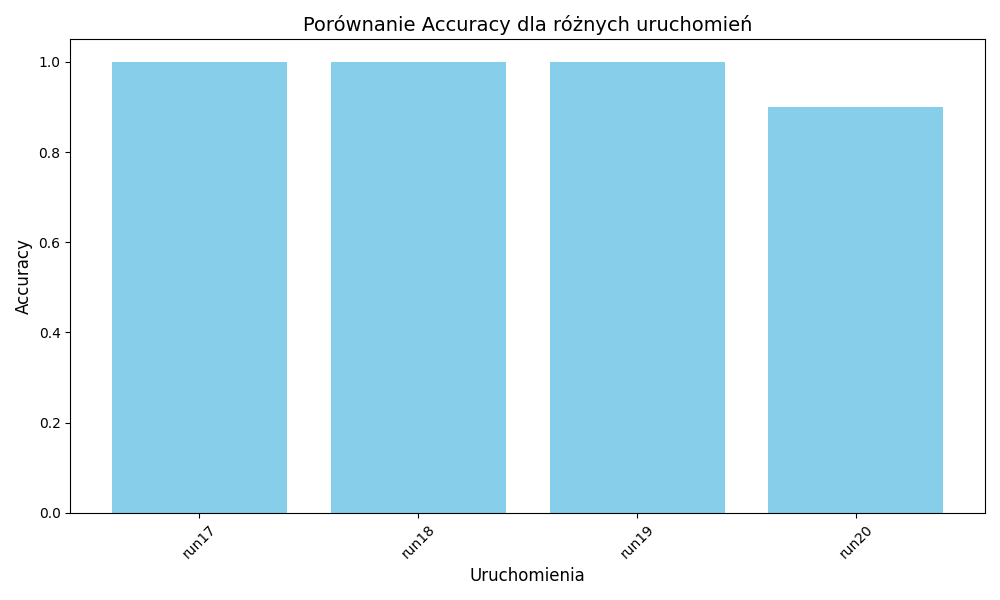 Porównanie Accuracy dla różnych uruchomień
Accuracy
1.0
0.8
0.6
0.4
0.2
0.0
run17
run18
run19
run20
Uruchomienia